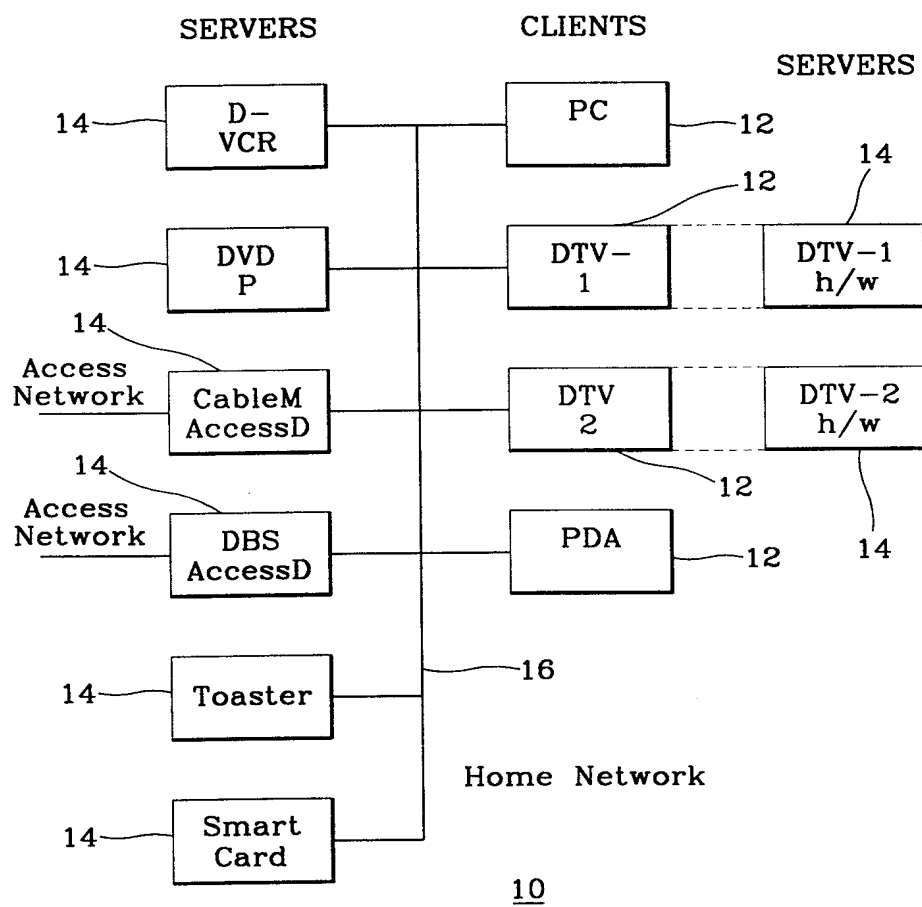 SERVERS
CLIENTS
SERVERS
14
D-
VCR
PC
12
12
14
14
DVD
P
DTV-
1
DTV-1
h/w
14
Access
Network
CableM
AccessD
DTV
2
DTV-2
h/w
14
12
Access
Network
DBS
AccessD
PDA
12
14
14
Toaster
16
Home Network
14
Smart
Card
10